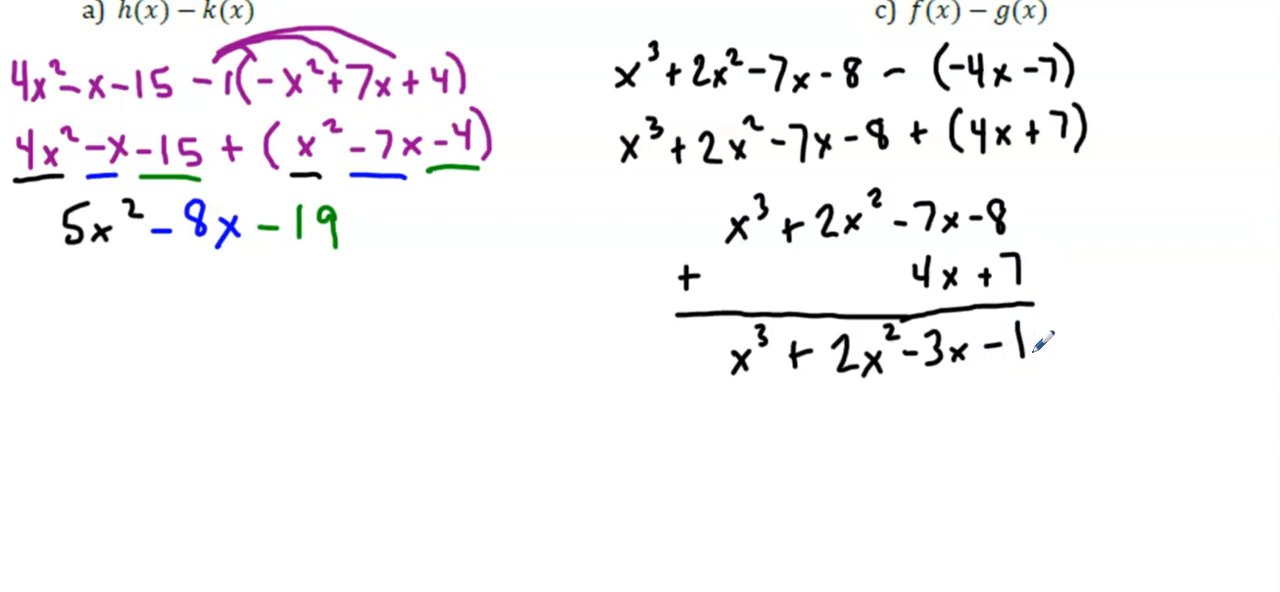 a) h(x) − k(x)
4x² - x - 15 - 1(-x² + 7x + 4)
4x² - x - 15 + (x² - 7x - 4)
5x² - 8x - 19
c) f(x) − g(x)
x³ + 2x² - 7x - 8 - (-4x - 7)
x³ + 2x² - 7x - 8 + (4x + 7)
x³ + 2x² - 7x - 8
+ 4x + 7
x³ + 2x² - 3x - 1